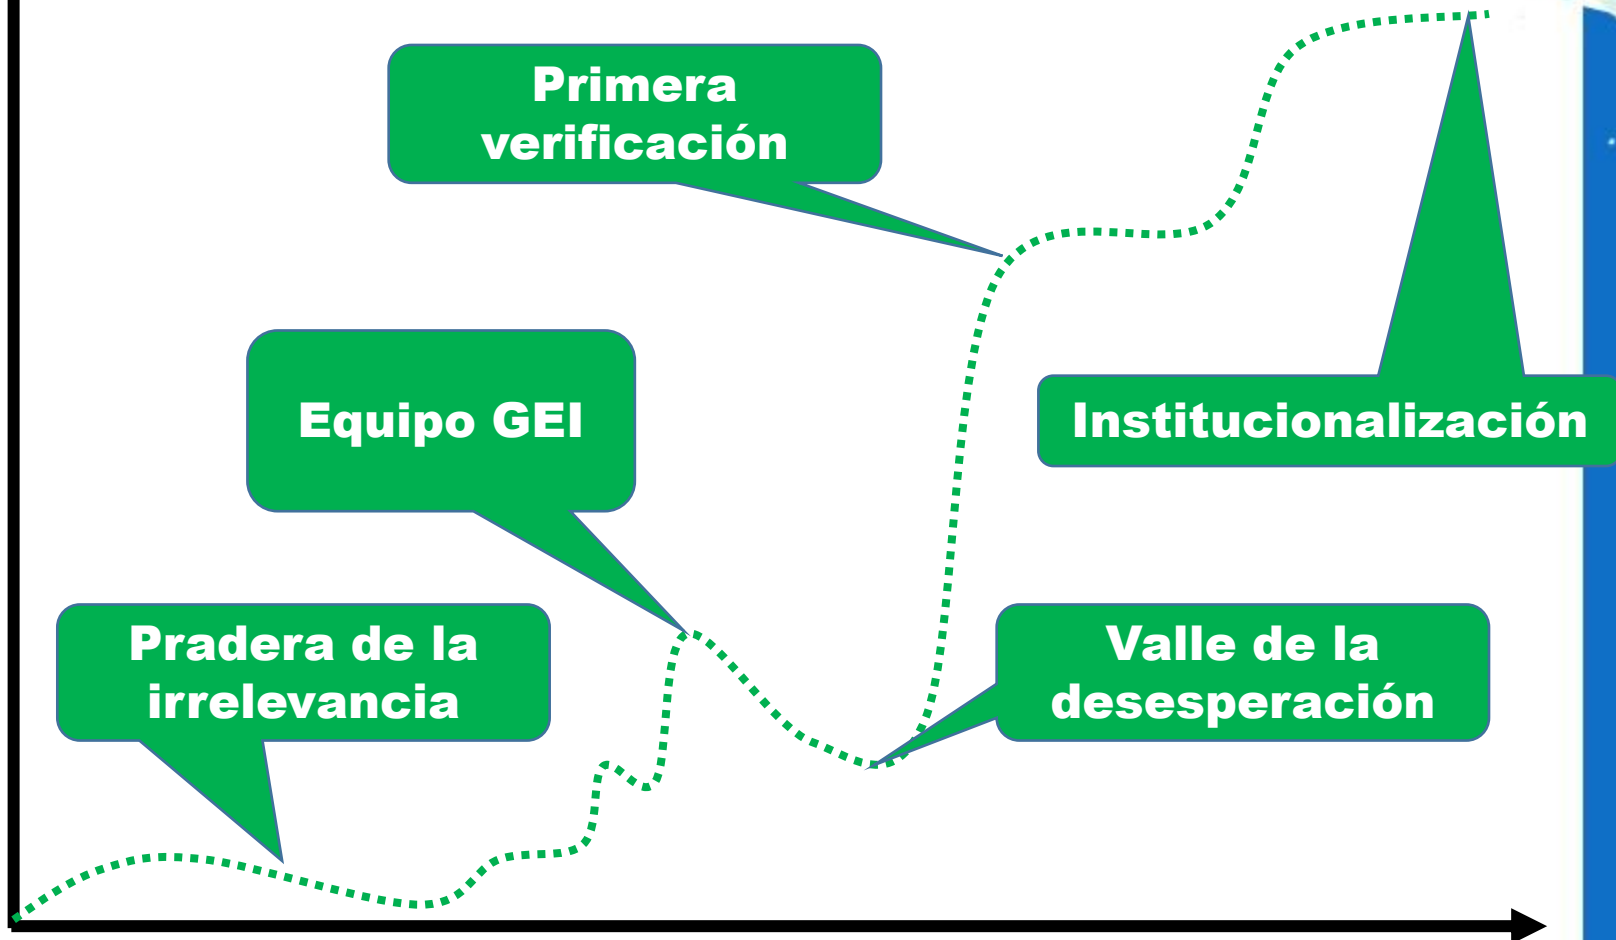 Primera
verificación
Equipo GEI
Institucionalización
Pradera de la
irrelevancia
Valle de la
desesperación